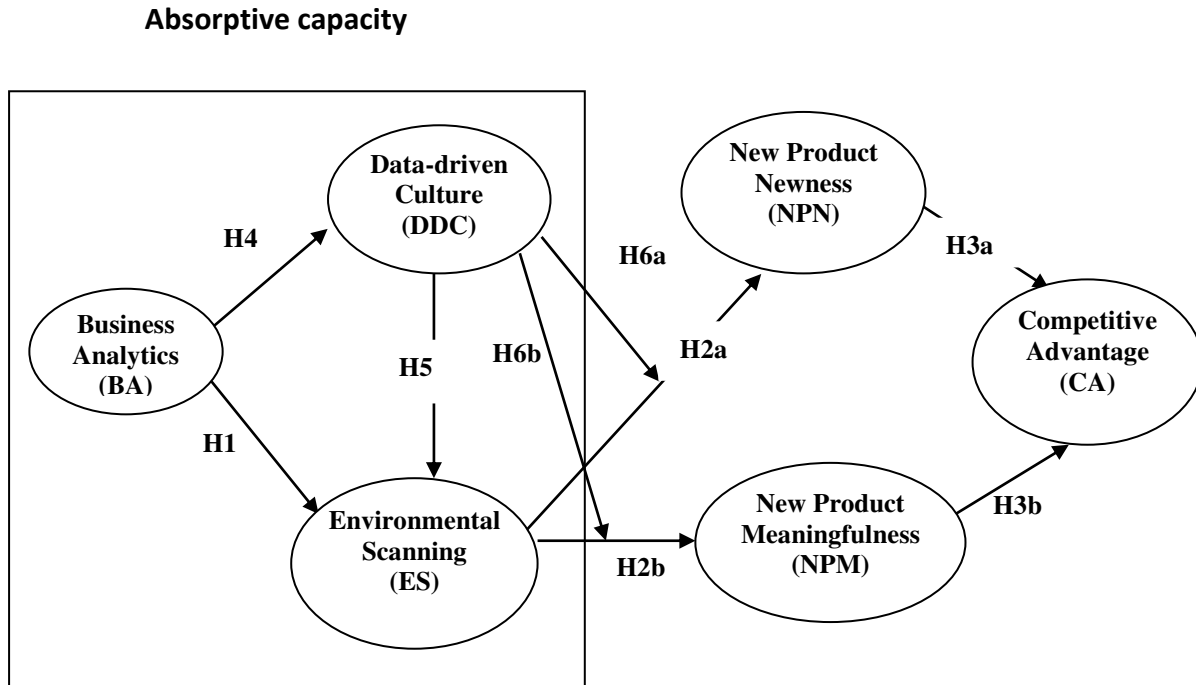 Absorptive capacity
Data-driven
Culture
(DDC)
New Product
Newness
(NPN)
H4
H6a
H3a
Business
Analytics
(BA)
H5
H6b
H2a
Competitive
Advantage
(CA)
H1
Environmental
Scanning
(ES)
New Product
Meaningfulness
(NPM)
H3b
H2b